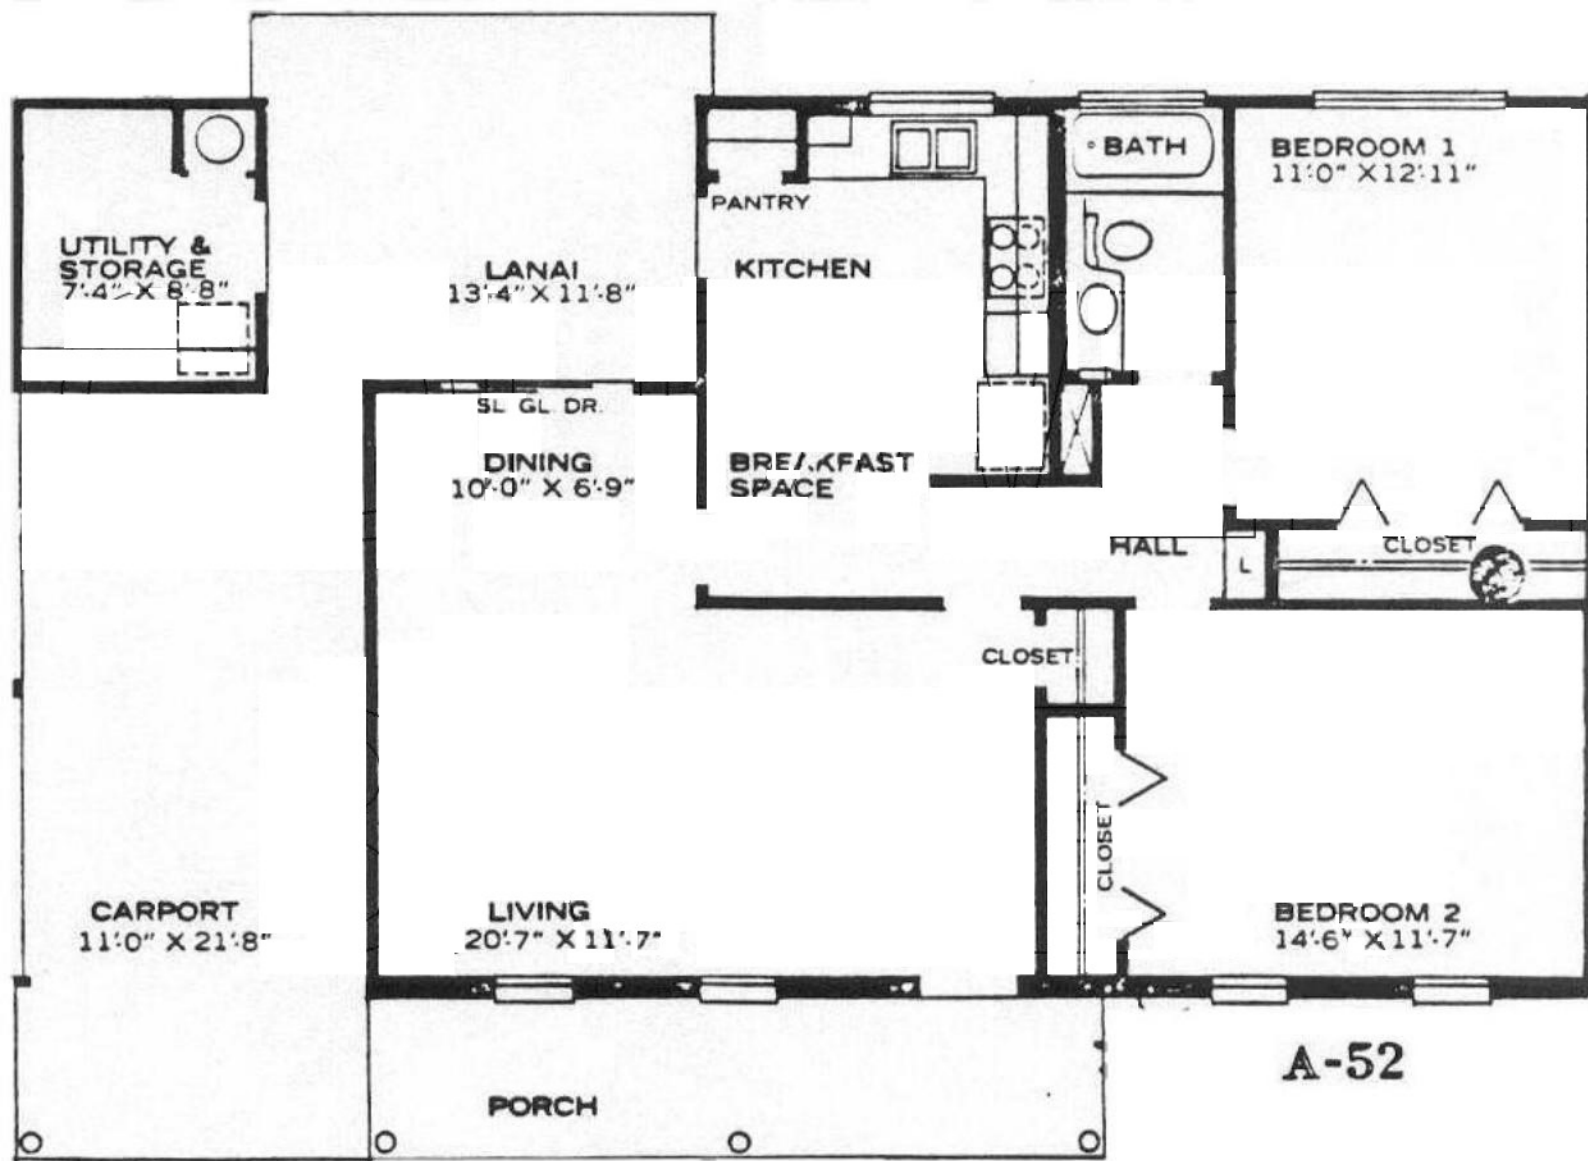 UTILITY &
STORAGE
7'-4" X 8'-8"
LANAI
13'-4" X 11'-8"
PANTRY
KITCHEN
BATH
BEDROOM 1
11'-0" X 12'-11"
SL. GL. DR.
DINING
10'-0" X 6'-9"
BREAKFAST
SPACE
HALL
L
CLOSET
CLOSET
CLOSET
CARPORT
11'-0" X 21'-8"
LIVING
20'-7" X 11'-7"
BEDROOM 2
14'-6" X 11'-7"
PORCH
A-52